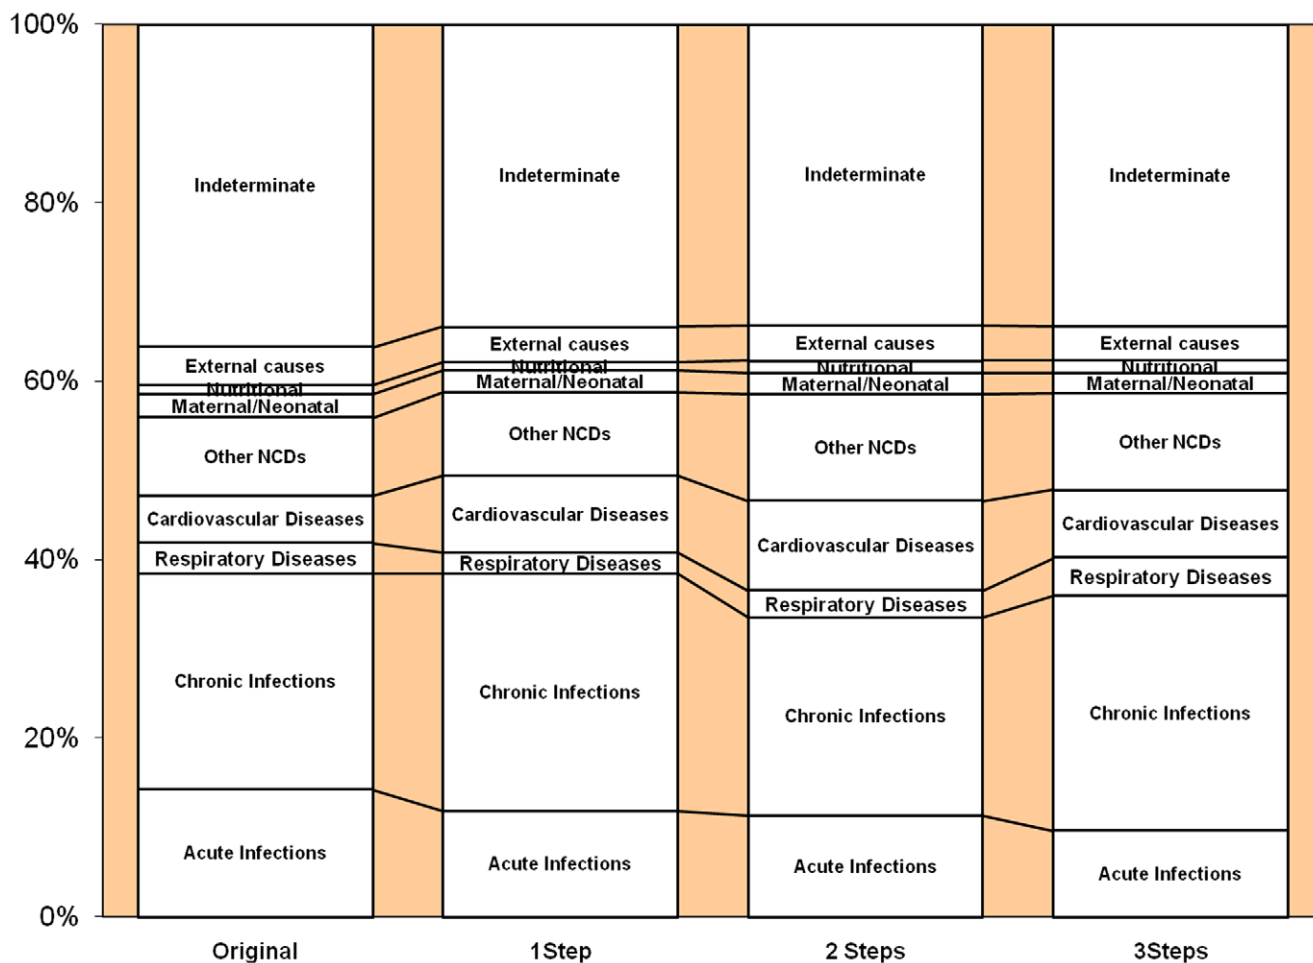 100%
80%
60%
40%
20%
0%
Indeterminate
External causes
Nutritional
Maternal/Neonatal
Other NCDs
Cardiovascular Diseases
Respiratory Diseases
Chronic Infections
Acute Infections
Indeterminate
External causes
Nutritional
Maternal/Neonatal
Other NCDs
Cardiovascular Diseases
Respiratory Diseases
Chronic Infections
Acute Infections
Indeterminate
External causes
Nutritional
Maternal/Neonatal
Other NCDs
Cardiovascular Diseases
Respiratory Diseases
Chronic Infections
Acute Infections
Indeterminate
External causes
Nutritional
Maternal/Neonatal
Other NCDs
Cardiovascular Diseases
Respiratory Diseases
Chronic Infections
Acute Infections
Original
1Step
2 Steps
3Steps